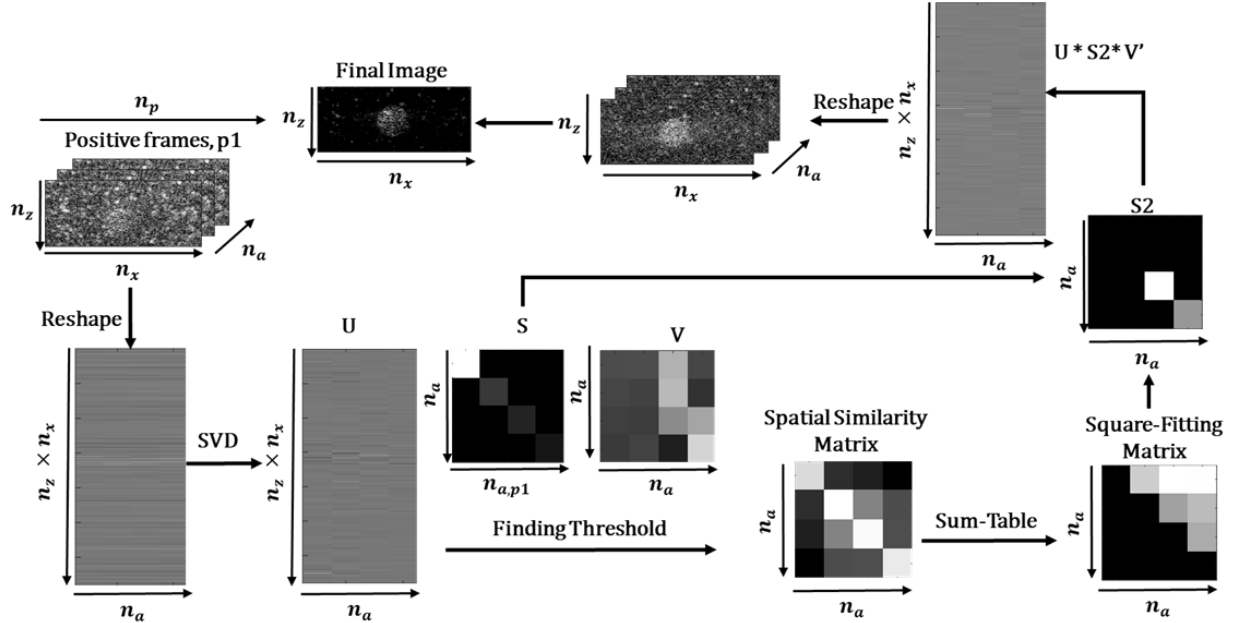 n_p
Positive frames, p1
n_z
n_x
n_a
Final Image
n_z
n_x
n_z
n_x
n_a
Reshape
n_z × n_x
n_a
U * S2 * V'
S2
n_a
n_a
Reshape
n_z × n_x
n_a
SVD
U
n_z × n_x
n_a
S
n_a
n_{a,p1}
V
n_a
n_a
Finding Threshold
Spatial Similarity
Matrix
n_a
n_a
Sum-Table
Square-Fitting
Matrix
n_a
n_a